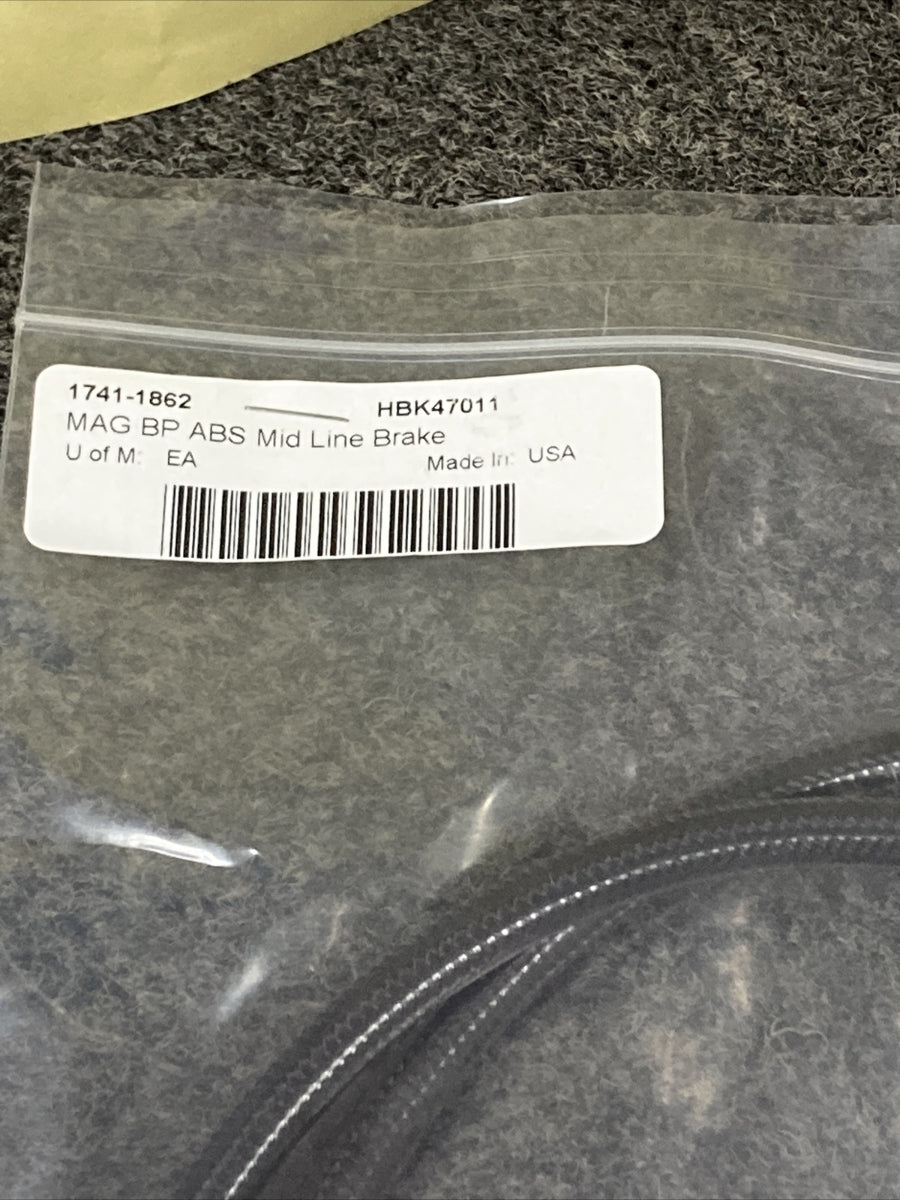 1741-1862 HBK47011
MAG BP ABS Mid Line Brake
U of M: EA Made In: USA